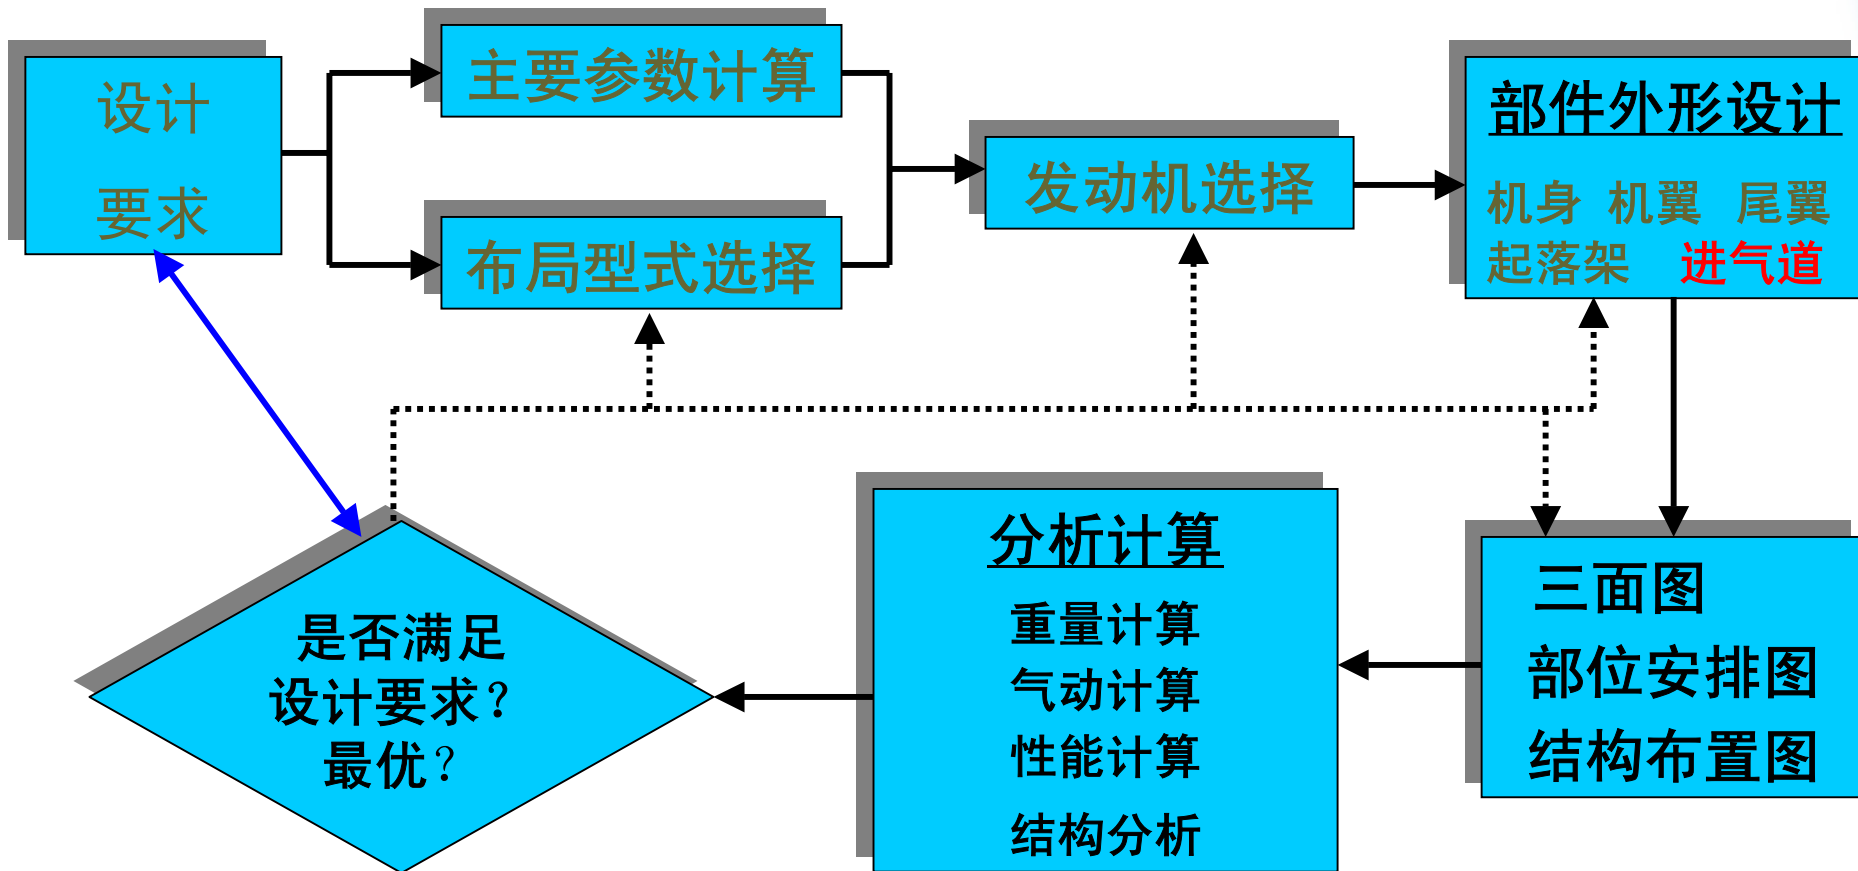 设计
要求
主要参数计算
布局型式选择
发动机选择
部件外形设计
机身 机翼 尾翼
起落架 进气道
三面图
部位安排图
结构布置图
分析计算
重量计算
气动计算
性能计算
结构分析
是否满足
设计要求？
最优？